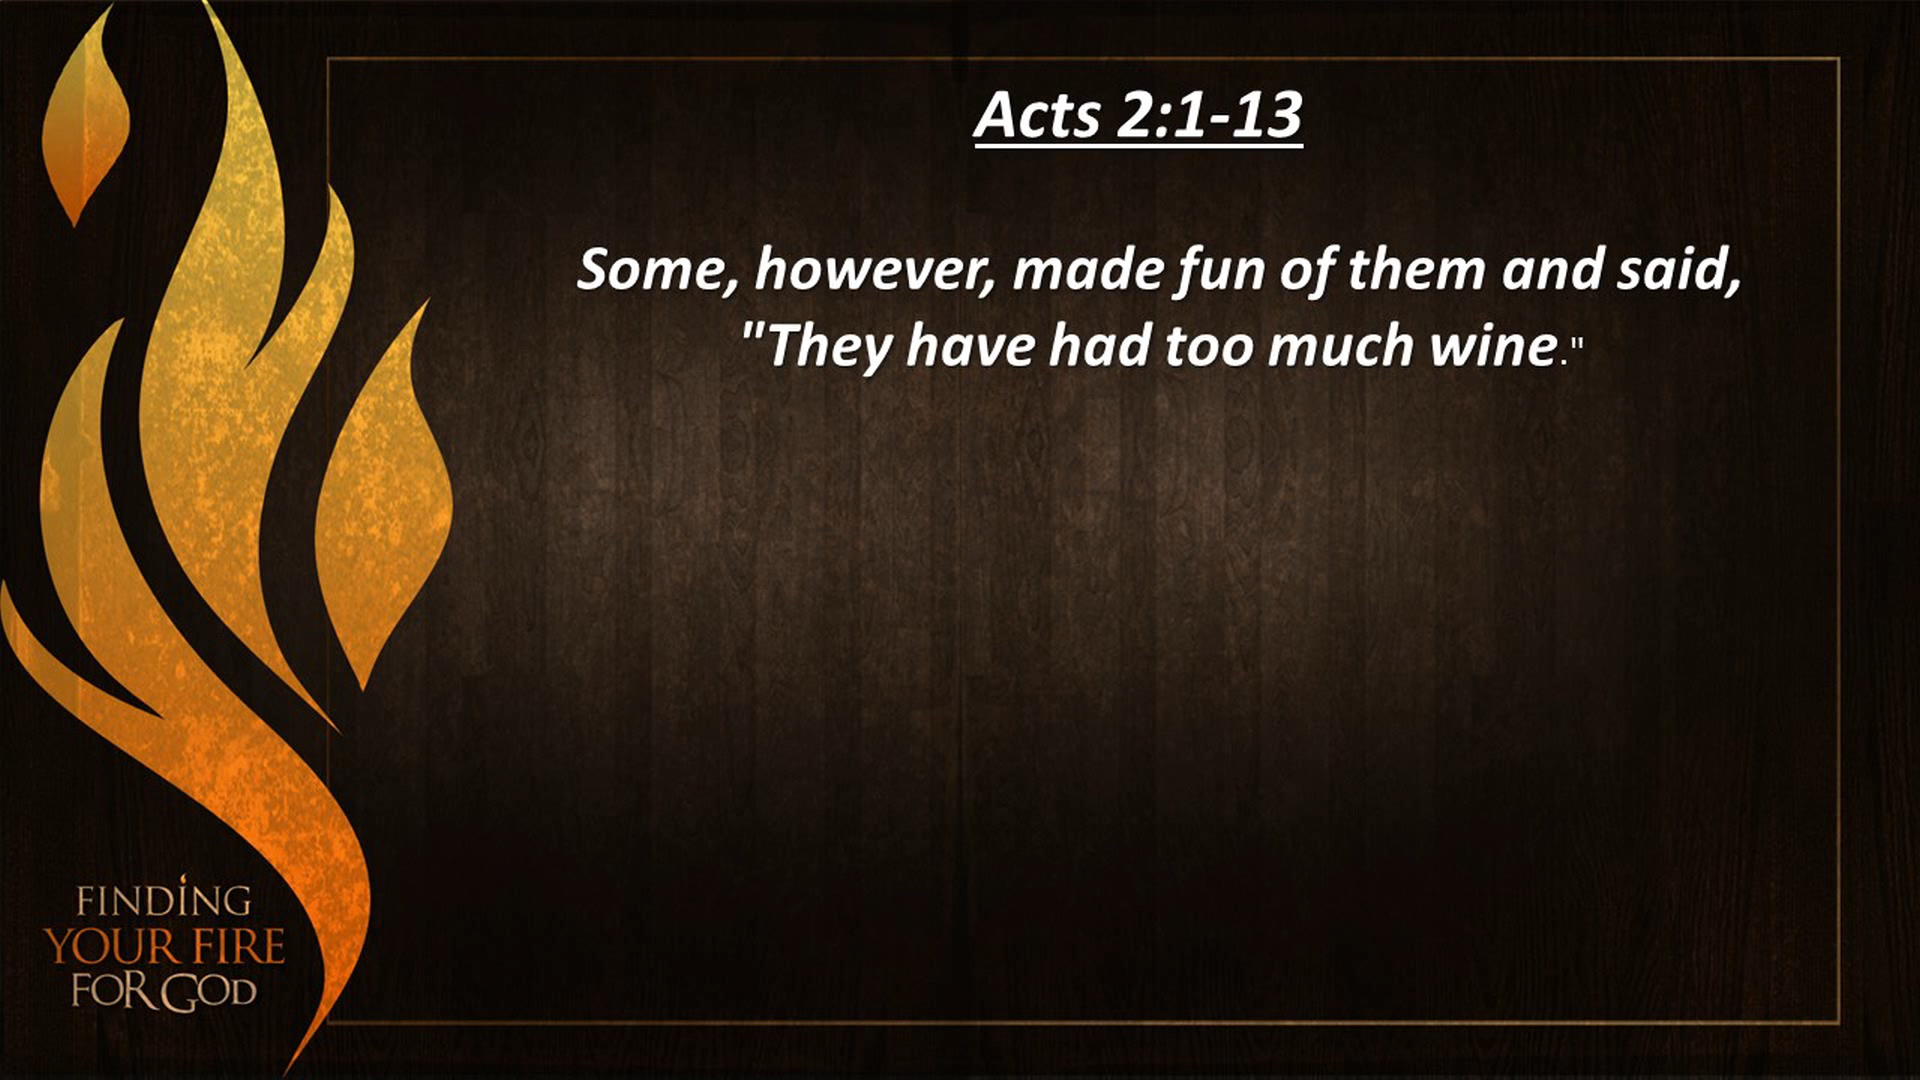 Acts 2:1-13
Some, however, made fun of them and said,
"They have had too much wine."
FINDING
YOUR FIRE
FOR GOD